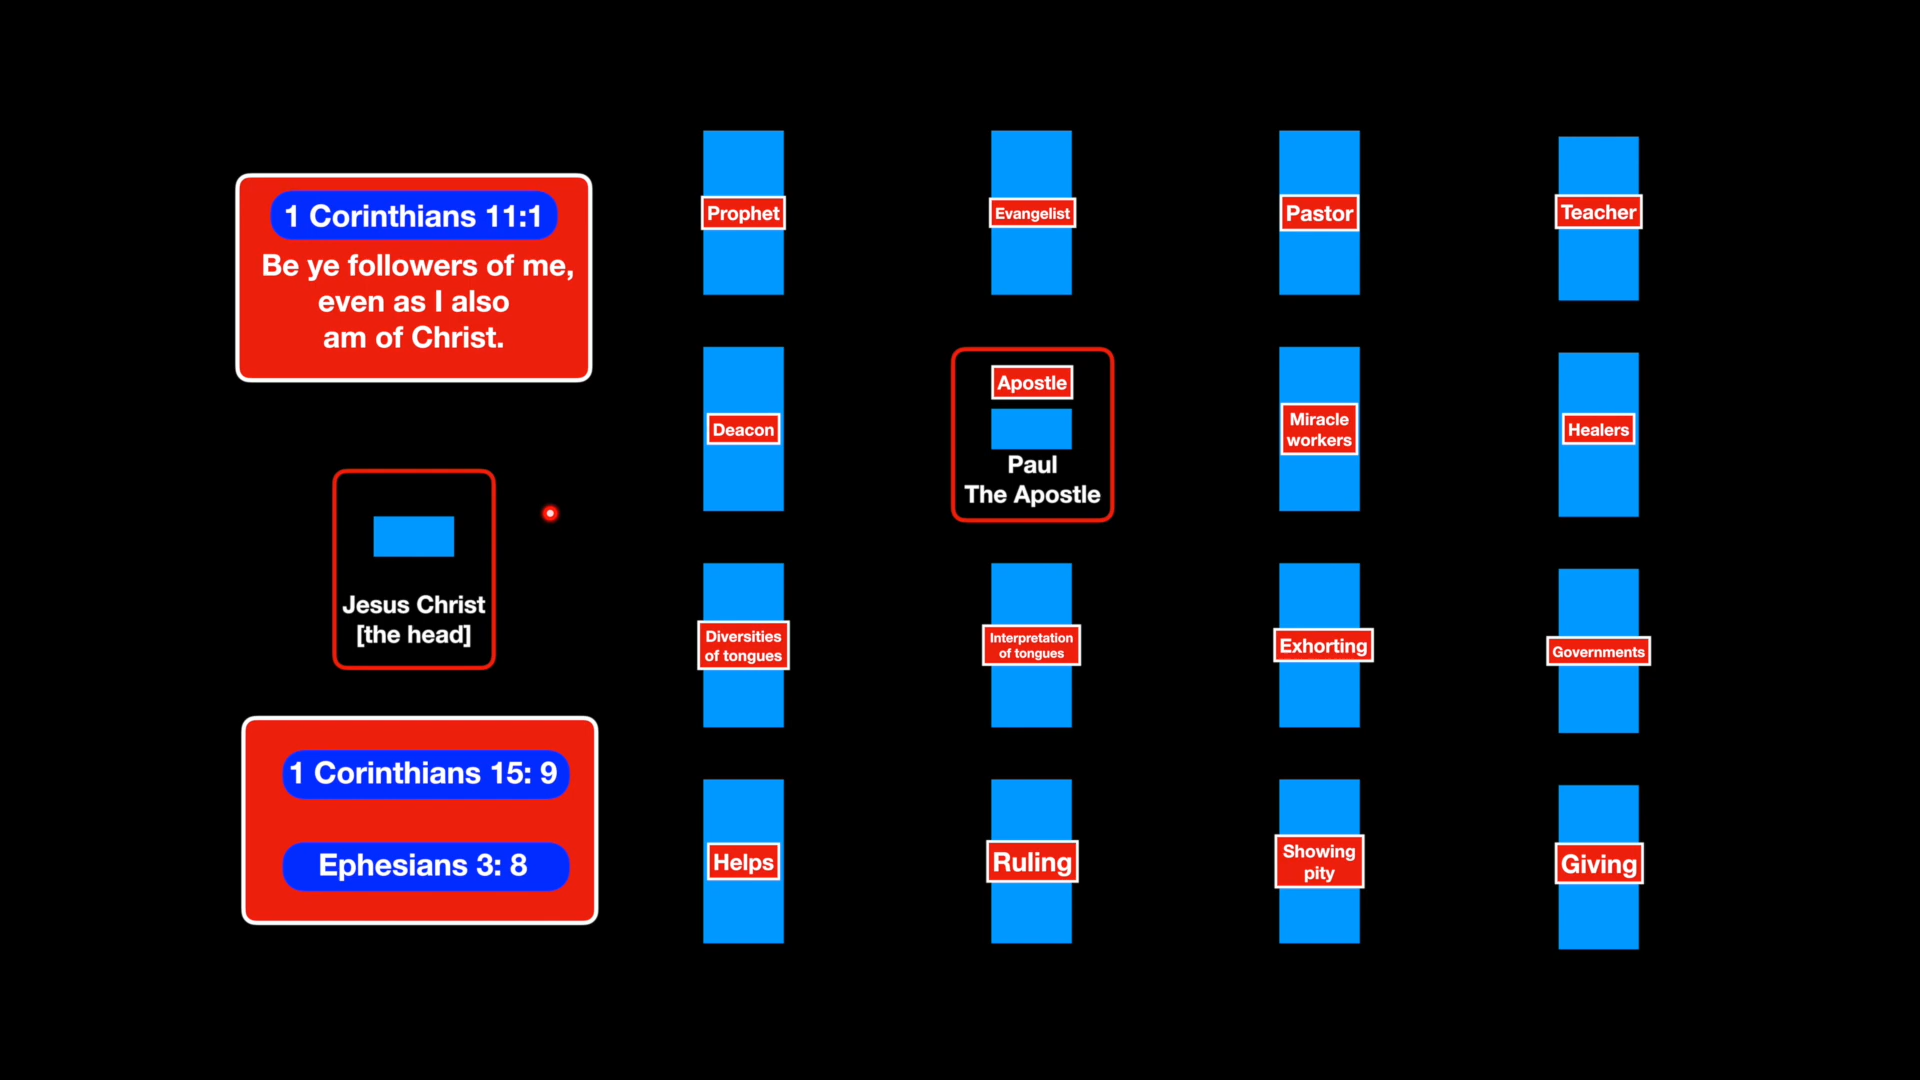 1 Corinthians 11:1
Be ye followers of me,
even as I also
am of Christ.
Jesus Christ
[the head]
1 Corinthians 15: 9
Ephesians 3: 8
Prophet
Evangelist
Pastor
Teacher
Deacon
Apostle
Paul
The Apostle
Miracle
workers
Healers
Diversities
of tongues
Interpretation
of tongues
Exhorting
Governments
Helps
Ruling
Showing
pity
Giving